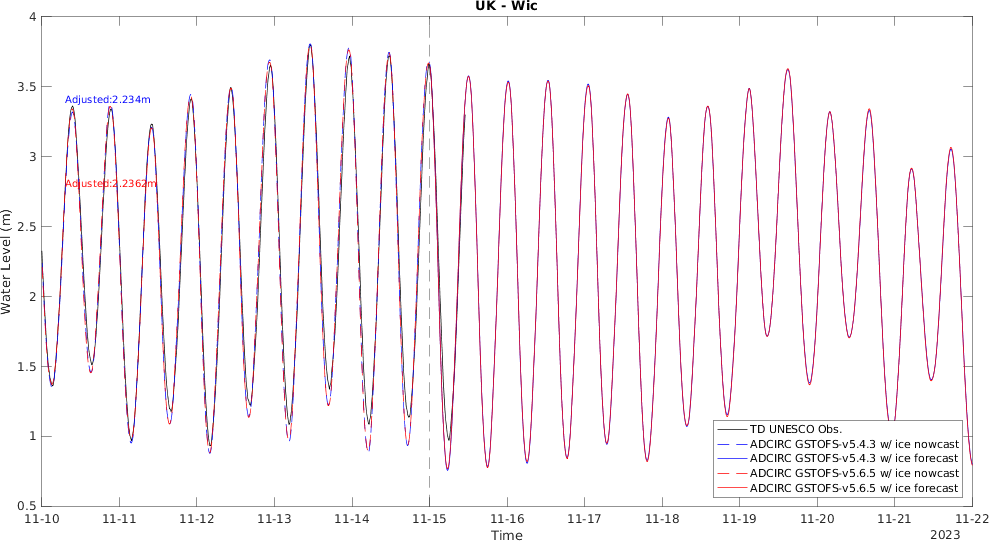 UK - Wic
4
3.5
3
2.5
2
1.5
1
0.5
Water Level (m)
Adjusted:2.234m
Adjusted:2.2362m
TD UNESCO Obs.
ADCIRC GSTOFS-v5.4.3 w/ ice nowcast
ADCIRC GSTOFS-v5.4.3 w/ ice forecast
ADCIRC GSTOFS-v5.6.5 w/ ice nowcast
ADCIRC GSTOFS-v5.6.5 w/ ice forecast
11-10 11-11 11-12 11-13 11-14 11-15 11-16 11-17 11-18 11-19 11-20 11-21 11-22
Time
2023